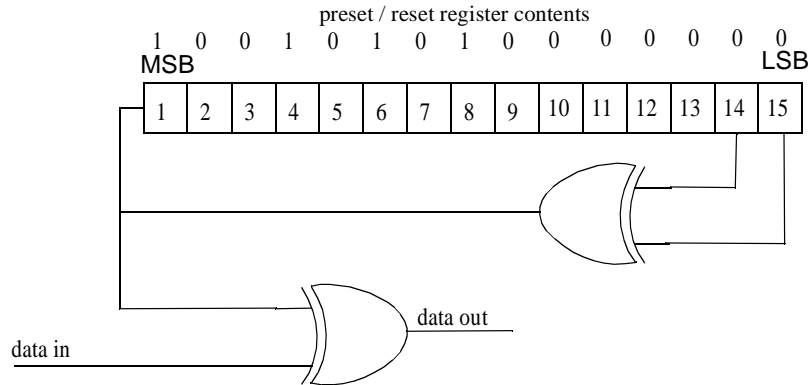 preset / reset register contents
1 0 0 1 0 1 0 1 0 0 0 0 0 0 0
MSB LSB
1 2 3 4 5 6 7 8 9 10 11 12 13 14 15
data out
data in